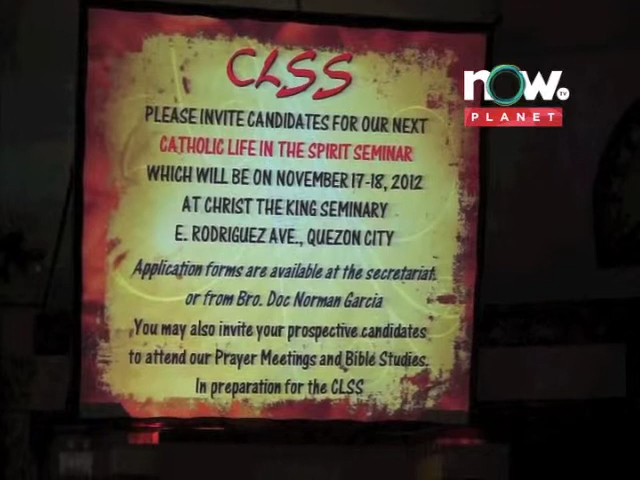 CLSS
PLEASE INVITE CANDIDATES FOR OUR NEXT
CATHOLIC LIFE IN THE SPIRIT SEMINAR
WHICH WILL BE ON NOVEMBER 17-18, 2012
AT CHRIST THE KING SEMINARY
E. RODRIGUEZ AVE., QUEZON CITY
Application forms are available at the secretariat
or from Bro. Doc Norman Garcia
You may also invite your prospective candidates
to attend our Prayer Meetings and Bible Studies.
In preparation for the CLSS
now. TV
PLANET